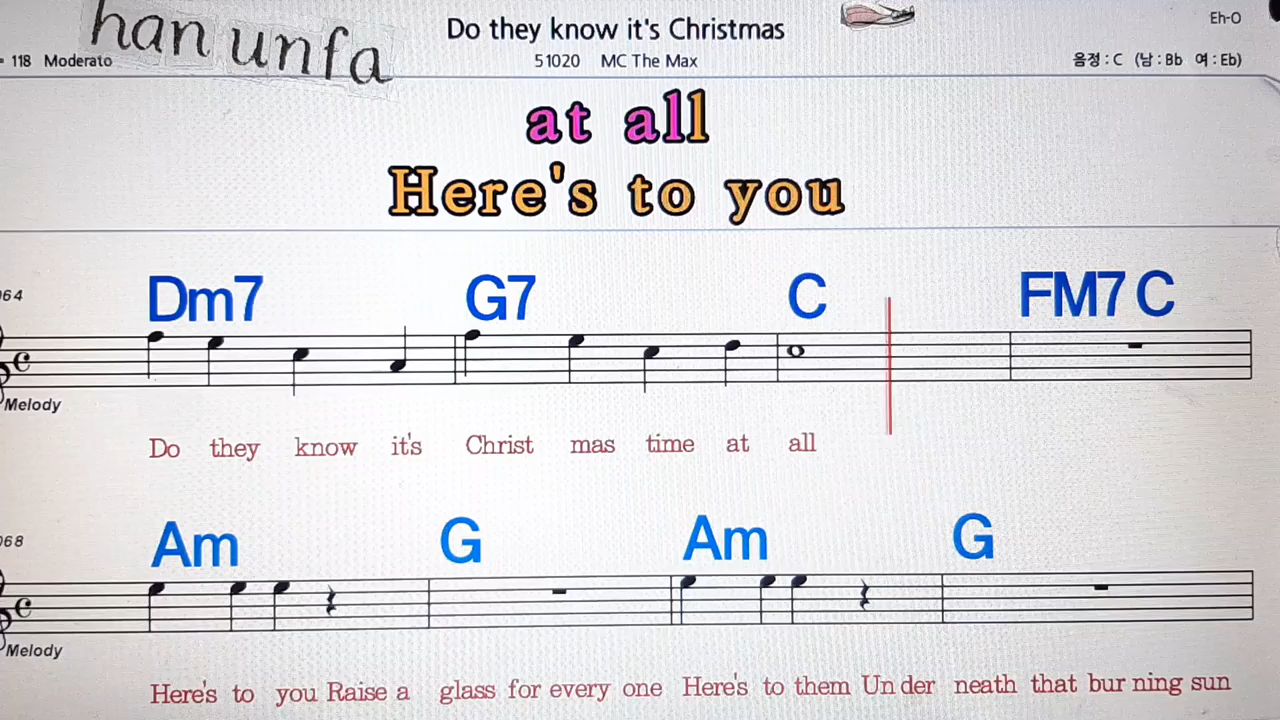 han unfa
Do they know it's Christmas
Eh-O
= 118 Moderato
51020 MC The Max
음정 : C (남 : Bb 여 : Eb)
at all
Here's to you
Dm7 G7 C FM7 C
064
Melody
Do they know it's Christ mas time at all
Am G Am G
068
Melody
Here's to you Raise a glass for every one Here's to them Un der neath that bur ning sun